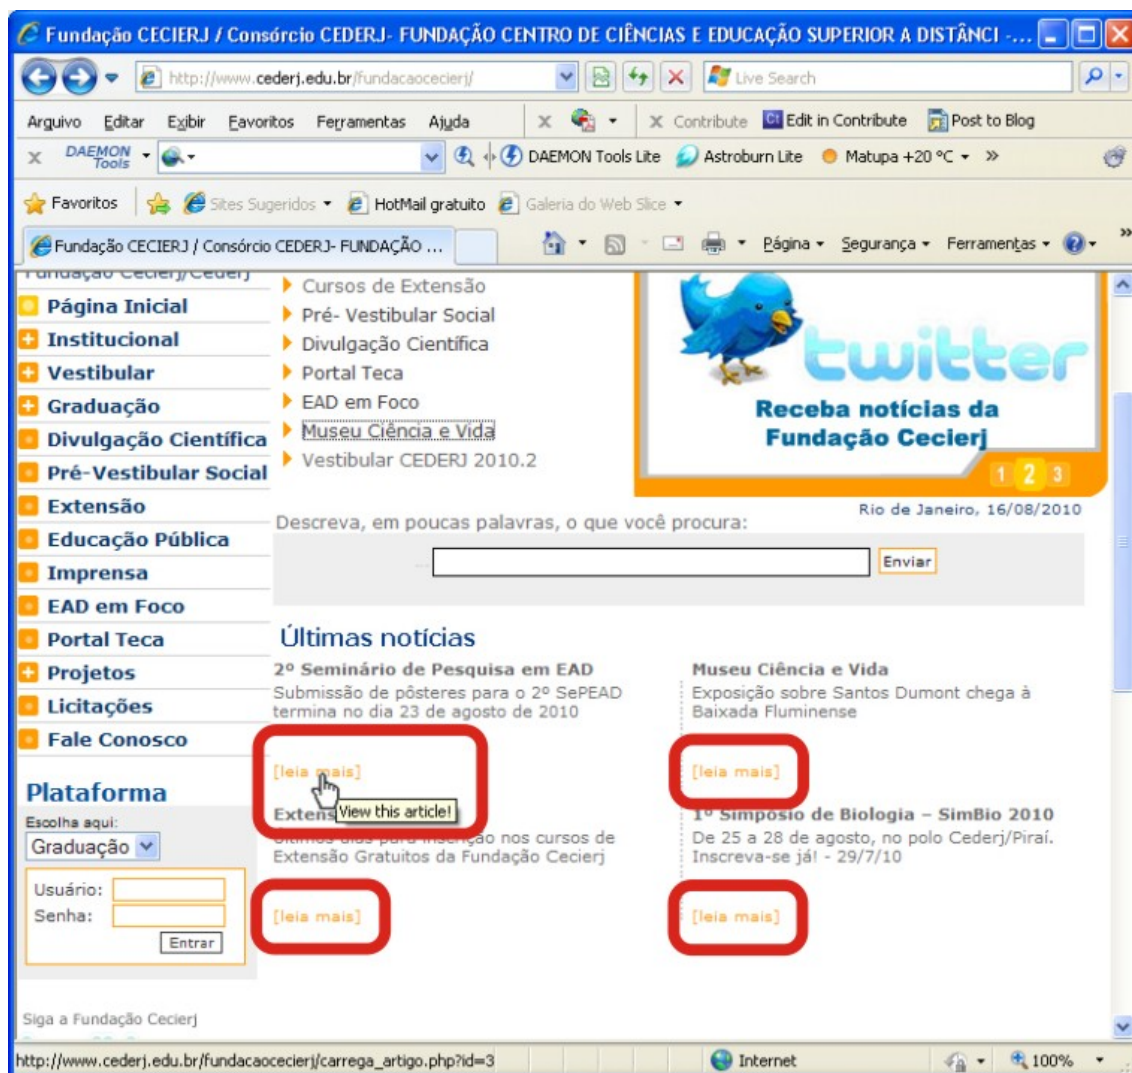 Fundação CECIERJ / Consórcio CEDERJ- FUNDAÇÃO CENTRO DE CIÊNCIAS E EDUCAÇÃO SUPERIOR A DISTÂNCI -...
http://www.cederj.edu.br/fundacaocecierj/
Live Search
Arquivo Editar Exibir Favoritos Ferramentas Ajuda
Contribute Edit in Contribute Post to Blog
DAEMON Tools
DAEMON Tools Lite Astroburn Lite Matupa +20 °C
Favoritos Sites Sugeridos HotMail gratuito Galeria do Web Slice
Fundação CECIERJ / Consórcio CEDERJ- FUNDAÇÃO ...
Página Segurança Ferramentas
Fundação Cecierj/Cederj
Página Inicial
Institucional
Vestibular
Graduação
Divulgação Científica
Pré-Vestibular Social
Extensão
Educação Pública
Imprensa
EAD em Foco
Portal Teca
Projetos
Licitações
Fale Conosco
Plataforma
Escolha aqui:
Graduação
Usuário:
Senha:
Entrar
Siga a Fundação Cecierj
Cursos de Extensão
Pré- Vestibular Social
Divulgação Científica
Portal Teca
EAD em Foco
Museu Ciência e Vida
Vestibular CEDERJ 2010.2
twitter
Receba notícias da
Fundação Cecierj
1 2 3
Rio de Janeiro, 16/08/2010
Descreva, em poucas palavras, o que você procura:
Enviar
Últimas notícias
2º Seminário de Pesquisa em EAD
Submissão de pôsteres para o 2º SePEAD
termina no dia 23 de agosto de 2010
[leia mais]
View this article!
Museu Ciência e Vida
Exposição sobre Santos Dumont chega à
Baixada Fluminense
[leia mais]
Últimos dias para inscrição nos cursos de
Extensão Gratuitos da Fundação Cecierj
[leia mais]
1º Simpósio de Biologia – SimBio 2010
De 25 a 28 de agosto, no polo Cederj/Piraí.
Inscreva-se já! - 29/7/10
[leia mais]
http://www.cederj.edu.br/fundacaocecierj/carrega_artigo.php?id=3
Internet
100%